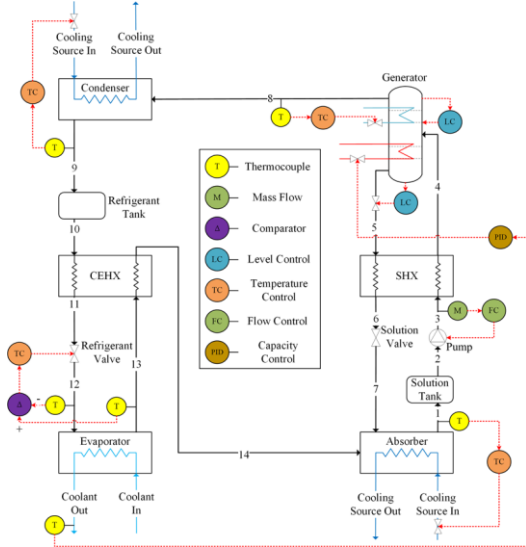 Cooling
Source In
Cooling
Source Out
Condenser
TC
T
8
T
TC
Generator
LC
LC
9
Refrigerant
Tank
10
T
Thermocouple
M
Mass Flow
Δ
Comparator
LC
Level Control
TC
Temperature
Control
FC
Flow Control
PID
Capacity
Control
4
5
PID
CEHX
SHX
11
13
6
3
M
FC
Refrigerant
Valve
Solution
Valve
Pump
TC
12
2
7
Solution
Tank
Δ
-
+
T
T
1
T
Evaporator
14
Absorber
TC
Coolant
Out
Coolant
In
Cooling
Source Out
Cooling
Source In
T